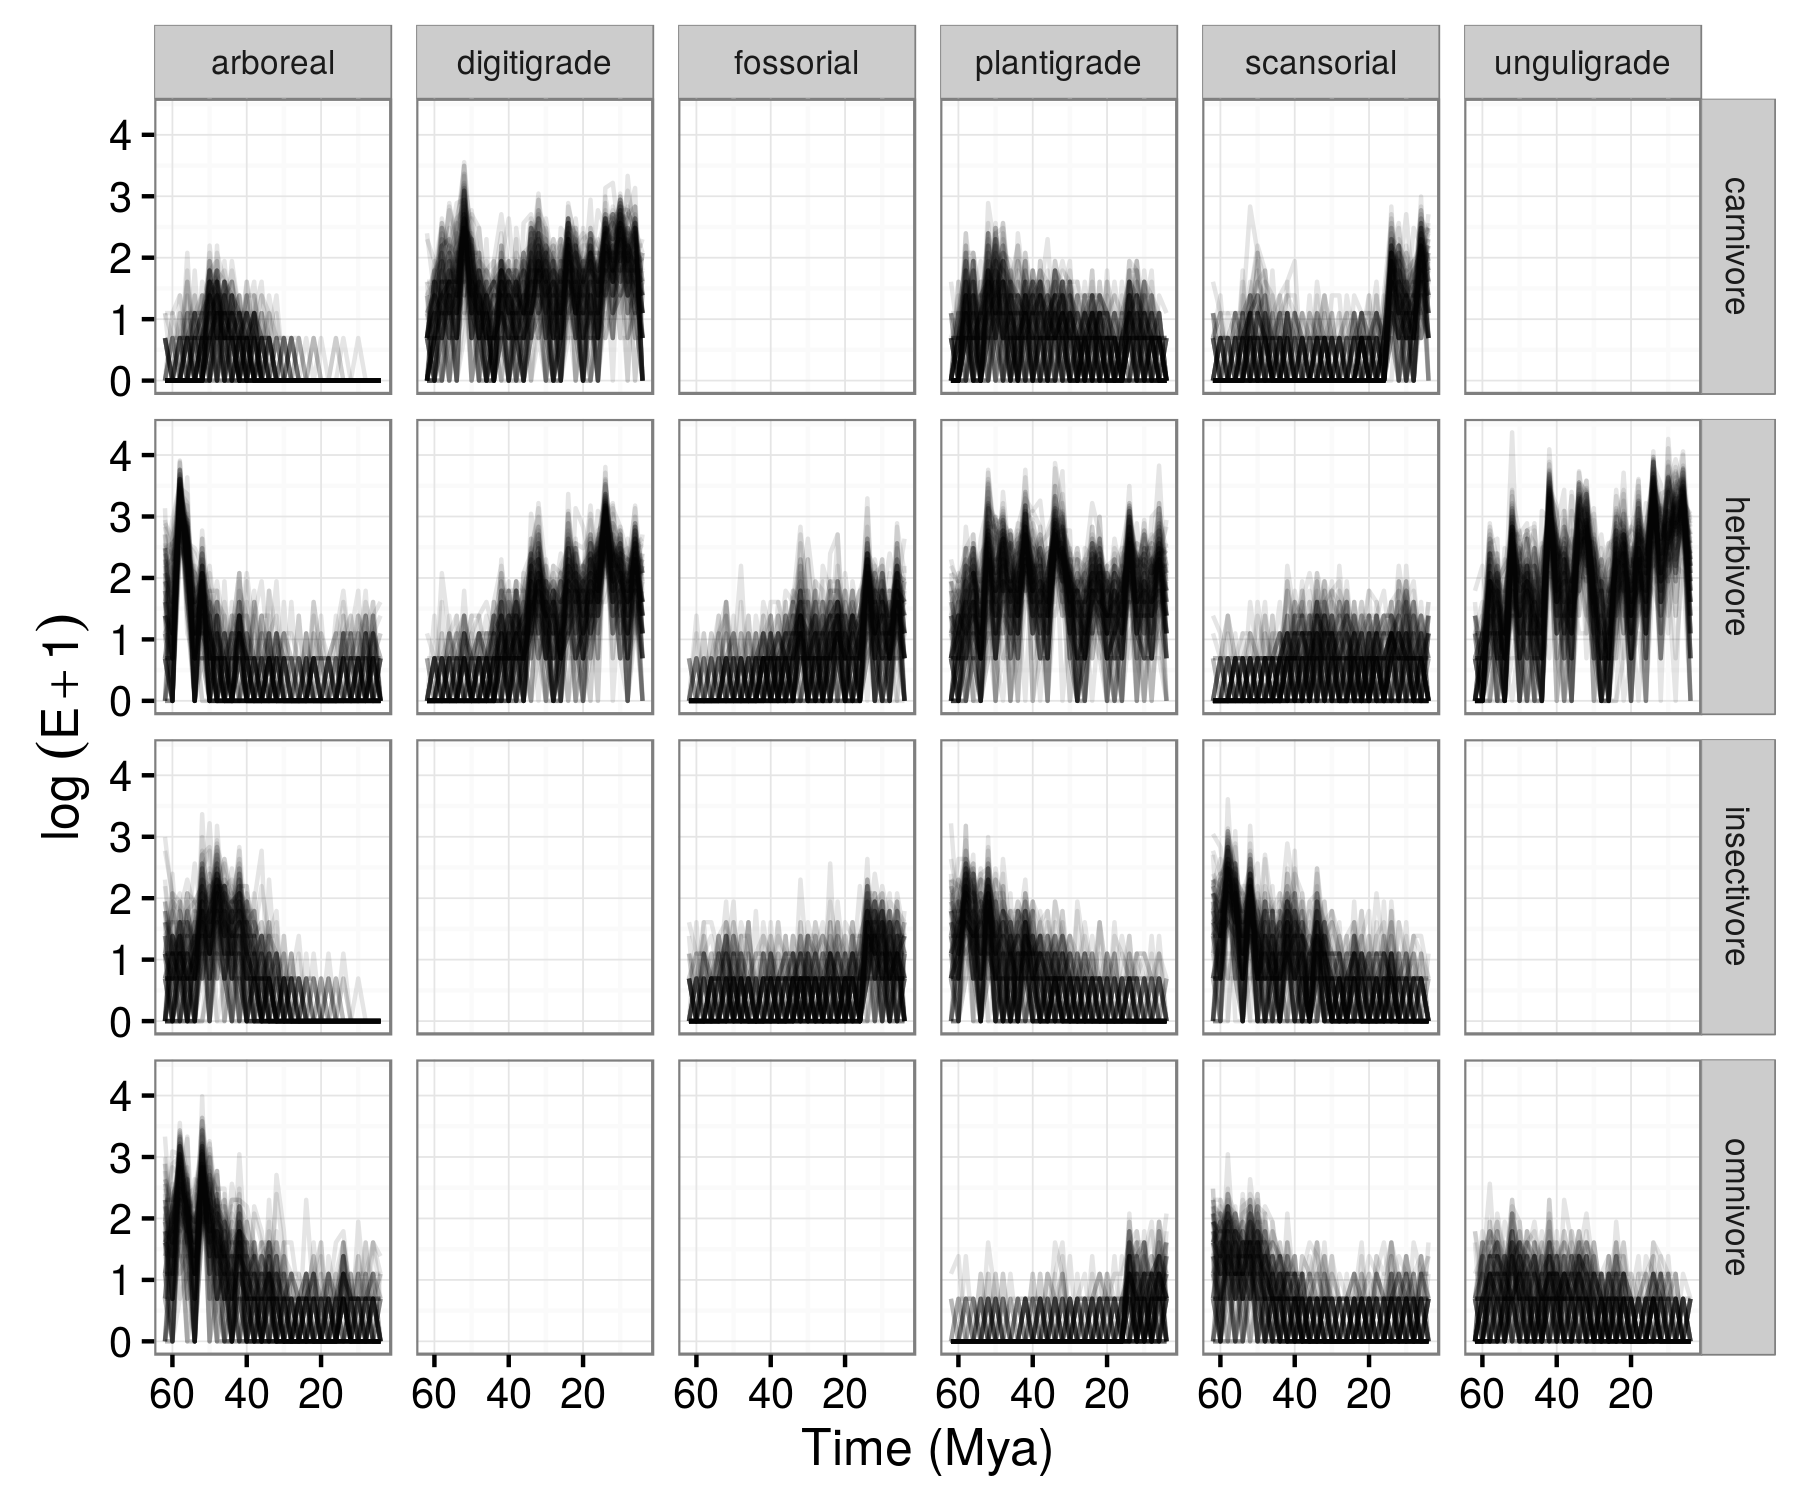 arboreal digitigrade fossorial plantigrade scansorial unguligrade
4
3
2
1
0
carnivore
4
3
2
1
0
herbivore
4
3
2
1
0
insectivore
4
3
2
1
0
omnivore
log (E + 1)
60 40 20 60 40 20 60 40 20 60 40 20 60 40 20 60 40 20
Time (Mya)